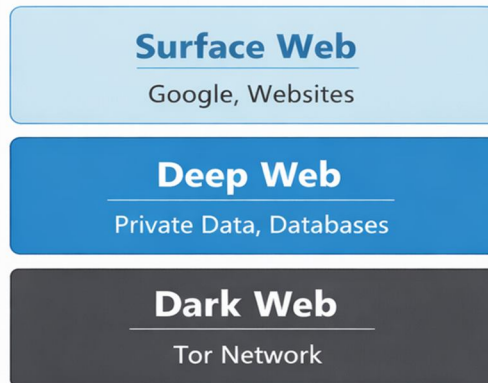 Surface Web
Google, Websites
Deep Web
Private Data, Databases
Dark Web
Tor Network